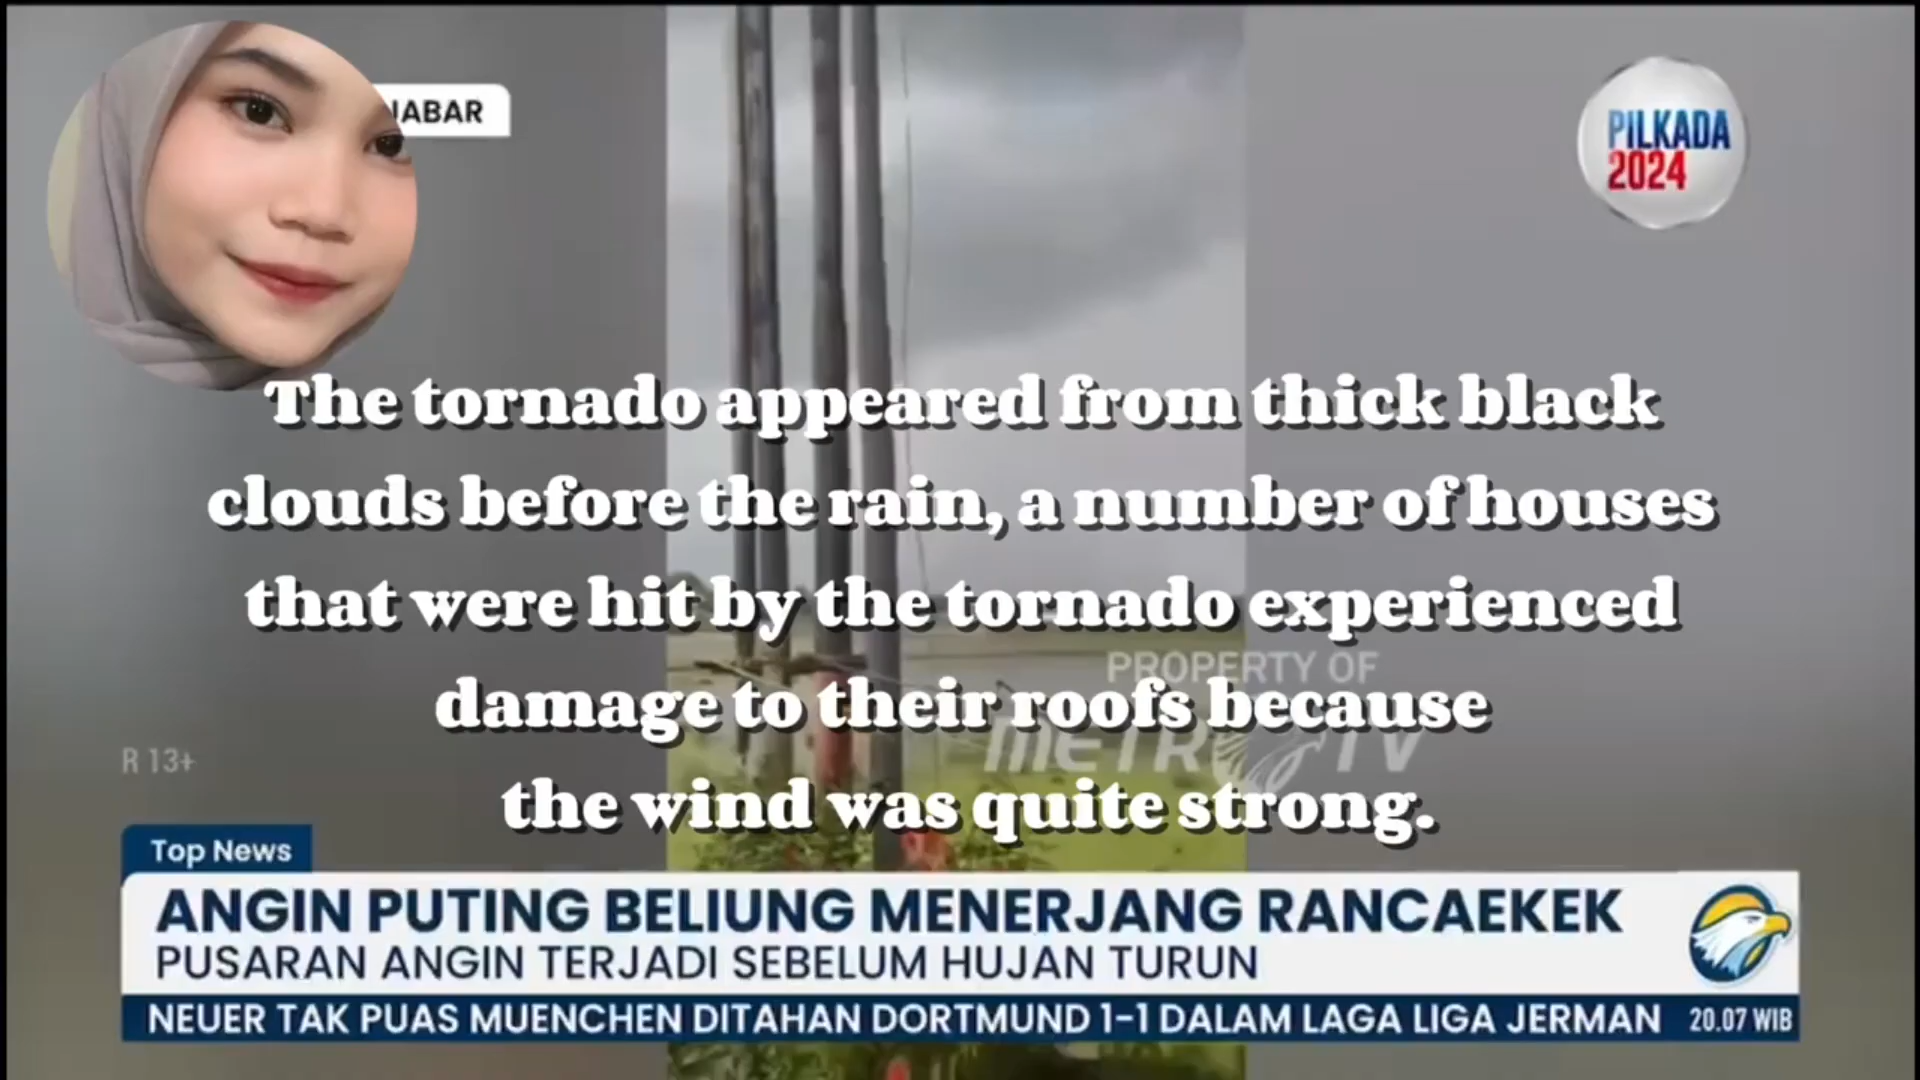 JABAR
PILKADA
2024
The tornado appeared from thick black
clouds before the rain, a number of houses
that were hit by the tornado experienced
damage to their roofs because
the wind was quite strong.
PROPERTY OF
METRO TV
R 13+
Top News
ANGIN PUTING BELIUNG MENERJANG RANCAEKEK
PUSARAN ANGIN TERJADI SEBELUM HUJAN TURUN
NEUER TAK PUAS MUENCHEN DITAHAN DORTMUND 1-1 DALAM LAGA LIGA JERMAN
20.07 WIB